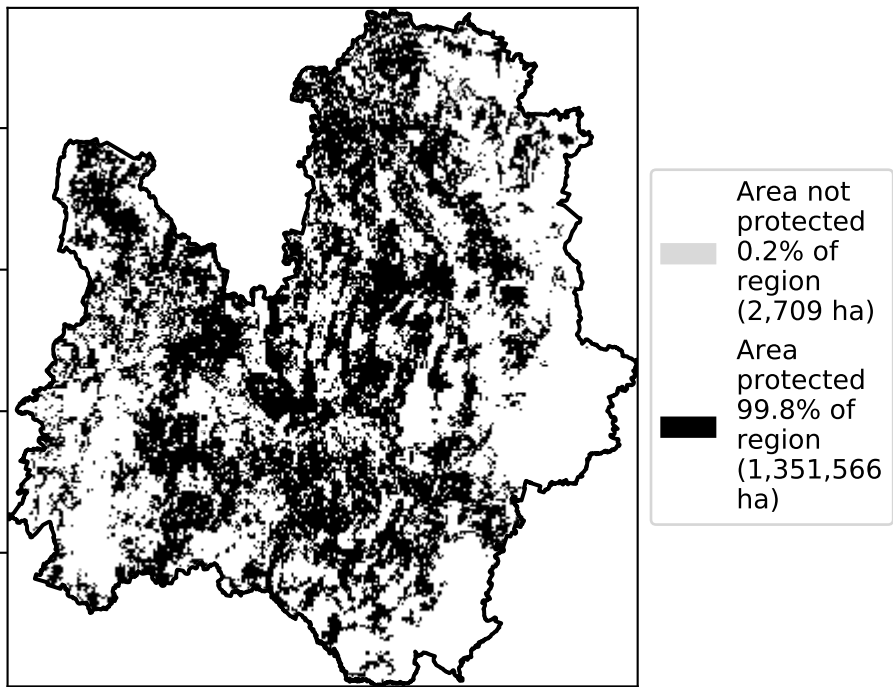 Area not
protected
0.2% of
region
(2,709 ha)
Area
protected
99.8% of
region
(1,351,566
ha)